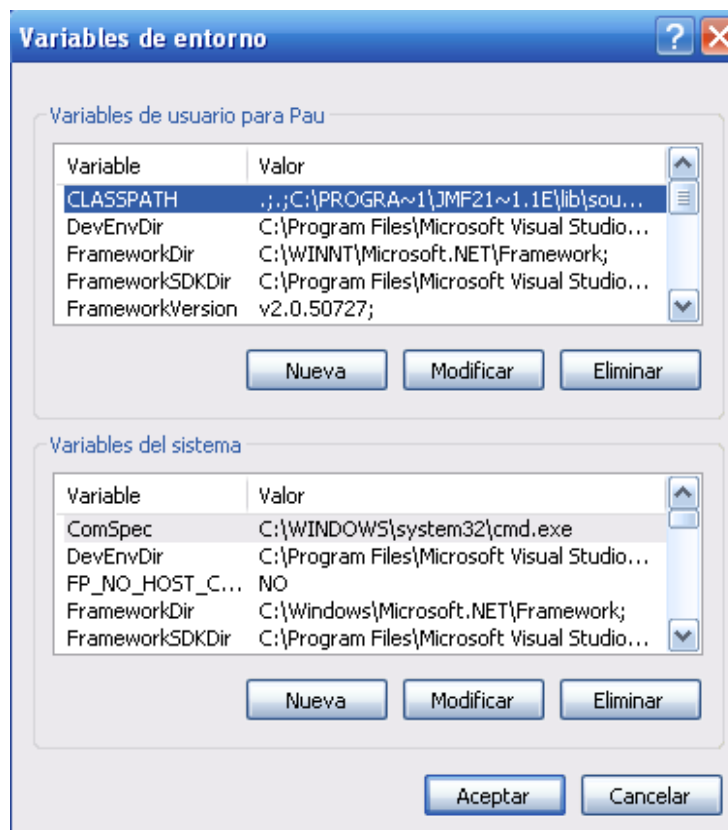 Variables de entorno
Variables de usuario para Pau
Variable Valor
CLASSPATH .;.;C:\PROGRA~1\JMF21~1.1E\lib\sou...
DevEnvDir C:\Program Files\Microsoft Visual Studio...
FrameworkDir C:\WINNT\Microsoft.NET\Framework;
FrameworkSDKDir C:\Program Files\Microsoft Visual Studio...
FrameworkVersion v2.0.50727;
Nueva Modificar Eliminar
Variables del sistema
Variable Valor
ComSpec C:\WINDOWS\system32\cmd.exe
DevEnvDir C:\Program Files\Microsoft Visual Studio...
FP_NO_HOST_C... NO
FrameworkDir C:\Windows\Microsoft.NET\Framework;
FrameworkSDKDir C:\Program Files\Microsoft Visual Studio...
Nueva Modificar Eliminar
Aceptar Cancelar